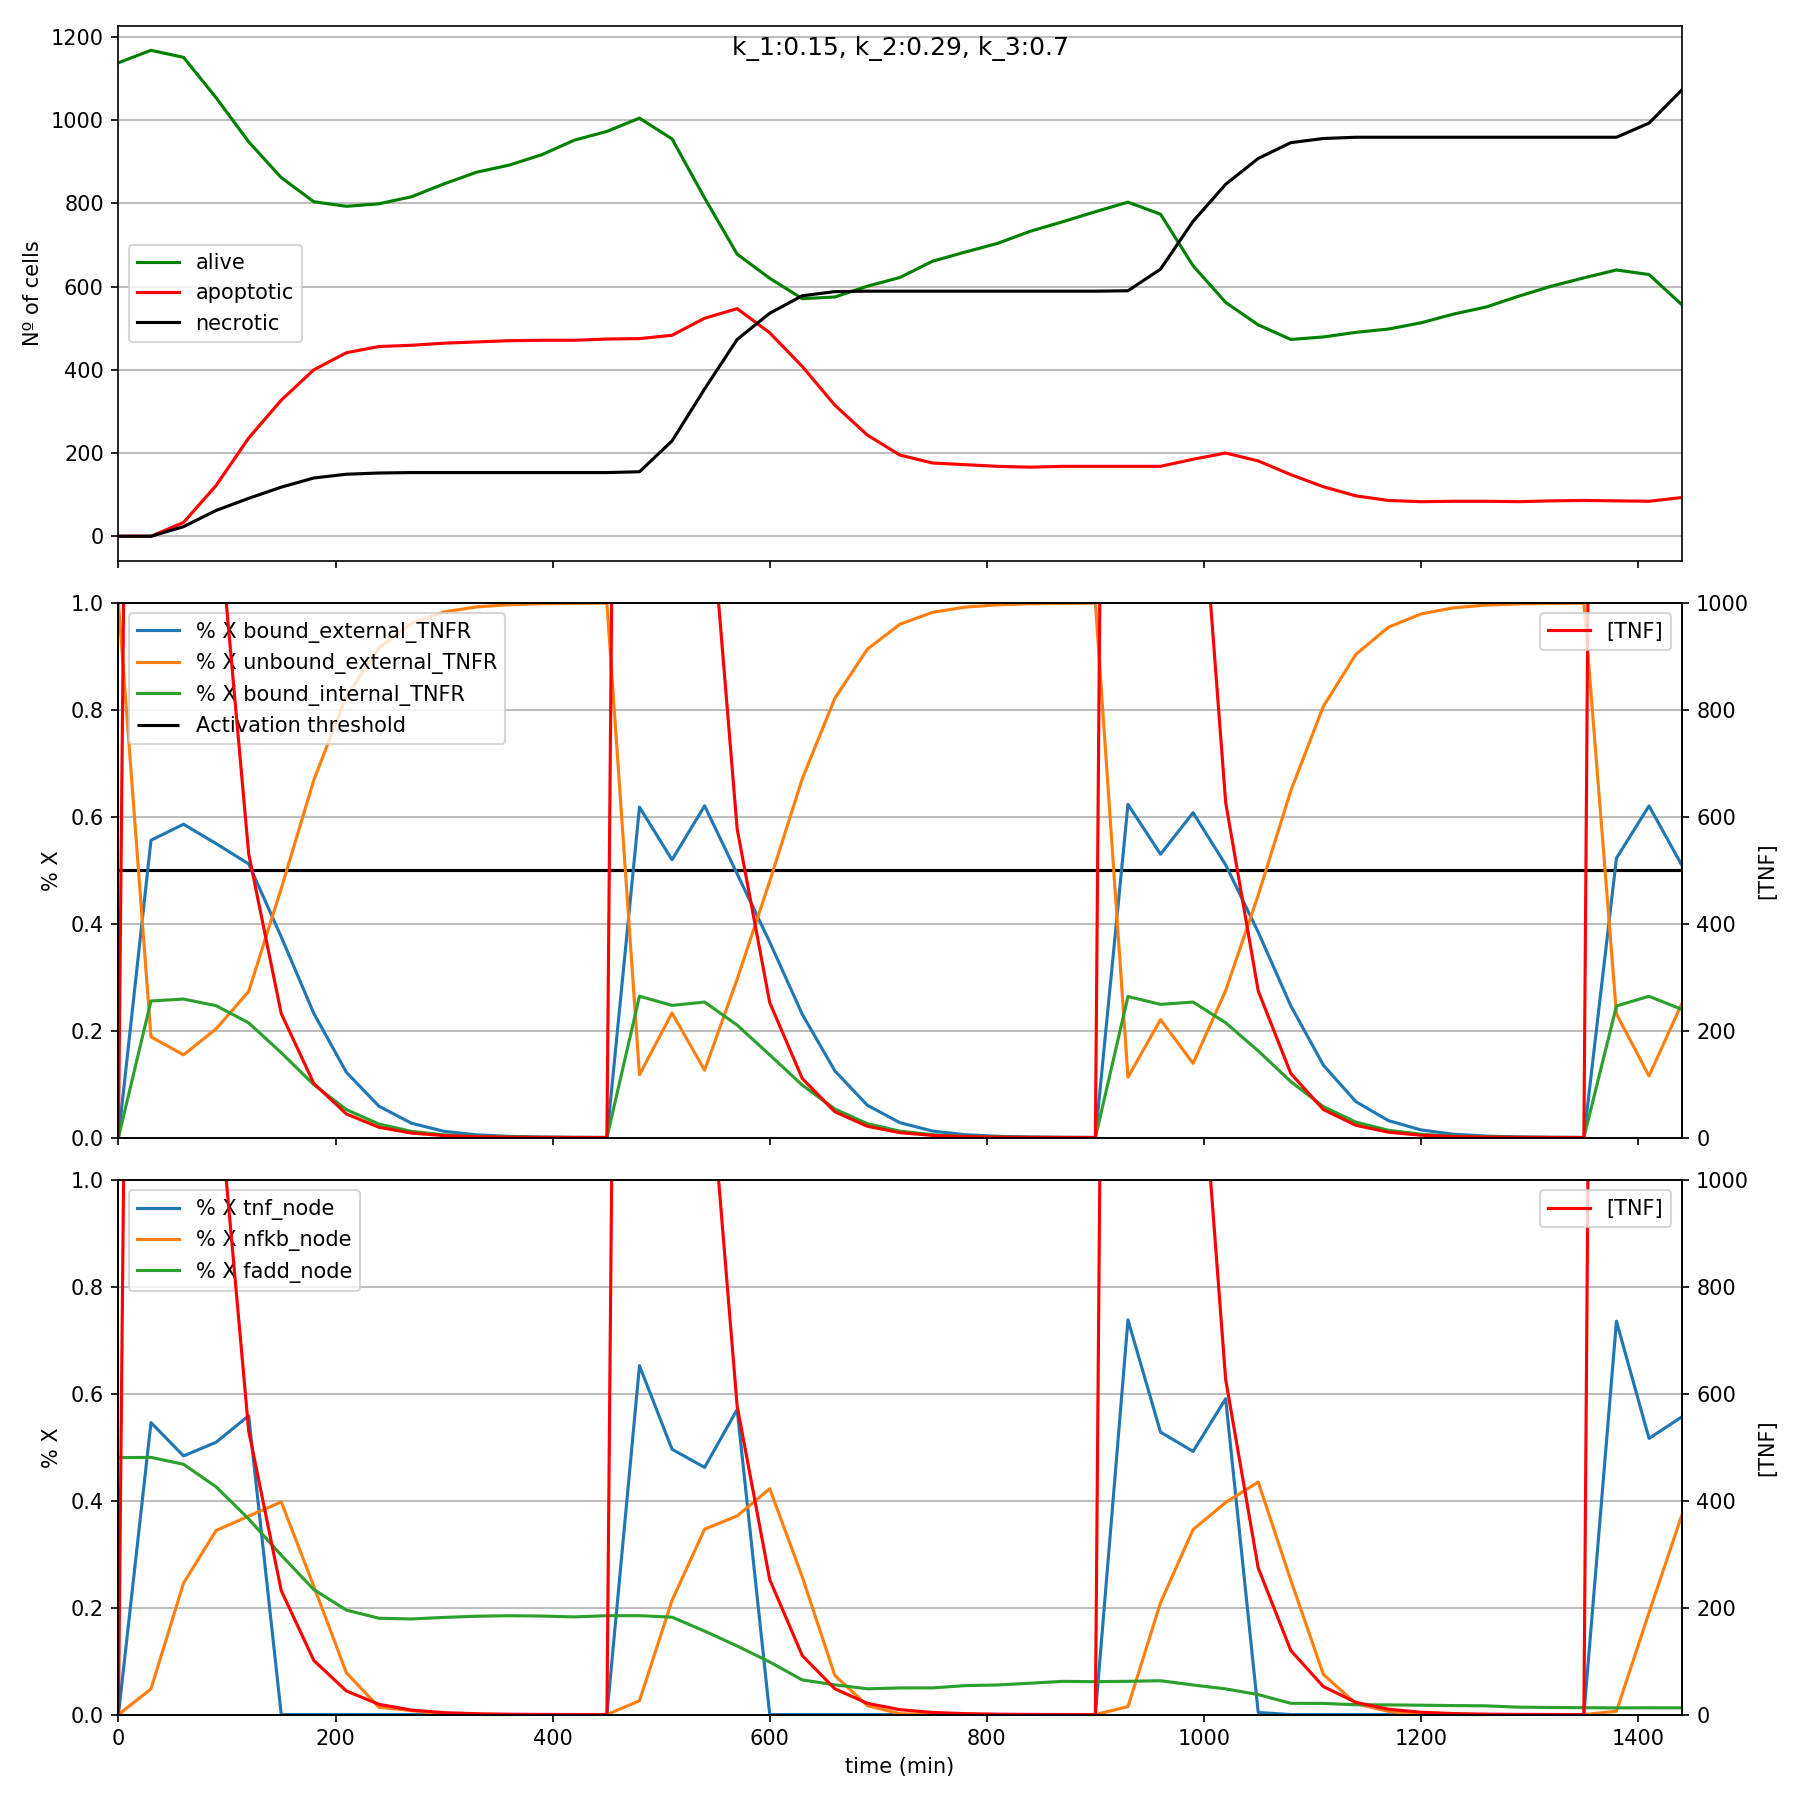 k_1:0.15, k_2:0.29, k_3:0.7
1200
1000
800
600
400
200
0
Nº of cells
alive
apoptotic
necrotic
1.0
0.8
0.6
0.4
0.2
0.0
% X
% X bound_external_TNFR
% X unbound_external_TNFR
% X bound_internal_TNFR
Activation threshold
[TNF]
1000
800
600
400
200
0
[TNF]
1.0
0.8
0.6
0.4
0.2
0.0
% X
% X tnf_node
% X nfkb_node
% X fadd_node
[TNF]
1000
800
600
400
200
0
[TNF]
0 200 400 600 800 1000 1200 1400
time (min)